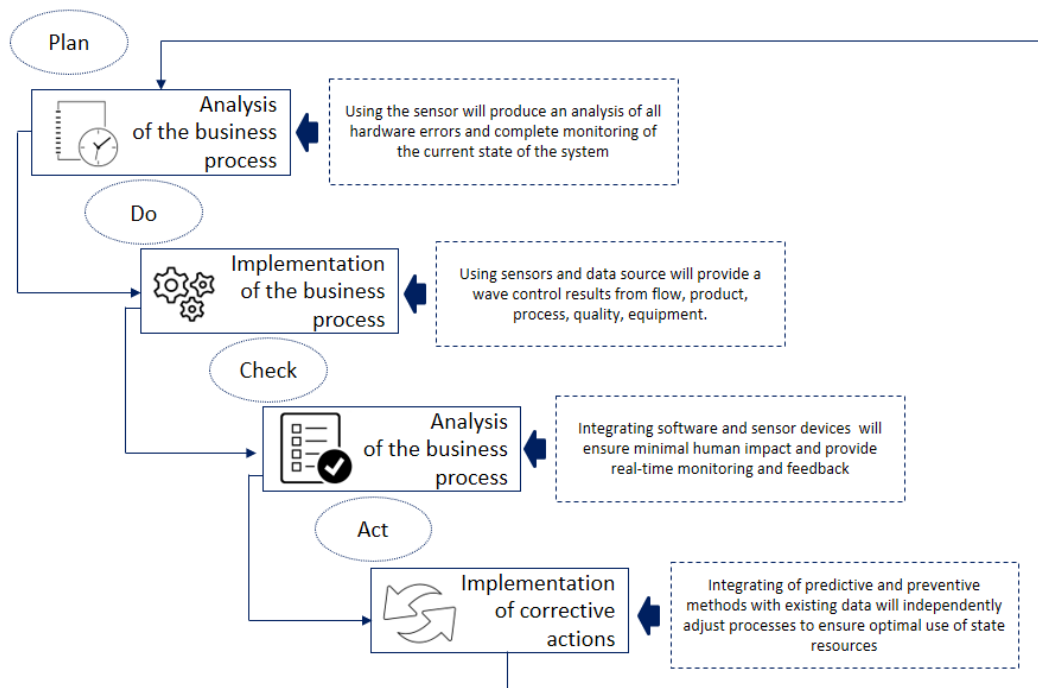 Plan
Analysis
of the business
process
Using the sensor will produce an analysis of all
hardware errors and complete monitoring of
the current state of the system
Do
Implementation
of the business
process
Using sensors and data source will provide a
wave control results from flow, product,
process, quality, equipment.
Check
Analysis
of the business
process
Integrating software and sensor devices will
ensure minimal human impact and provide
real-time monitoring and feedback
Act
Implementation
of corrective
actions
Integrating of predictive and preventive
methods with existing data will independently
adjust processes to ensure optimal use of state
resources